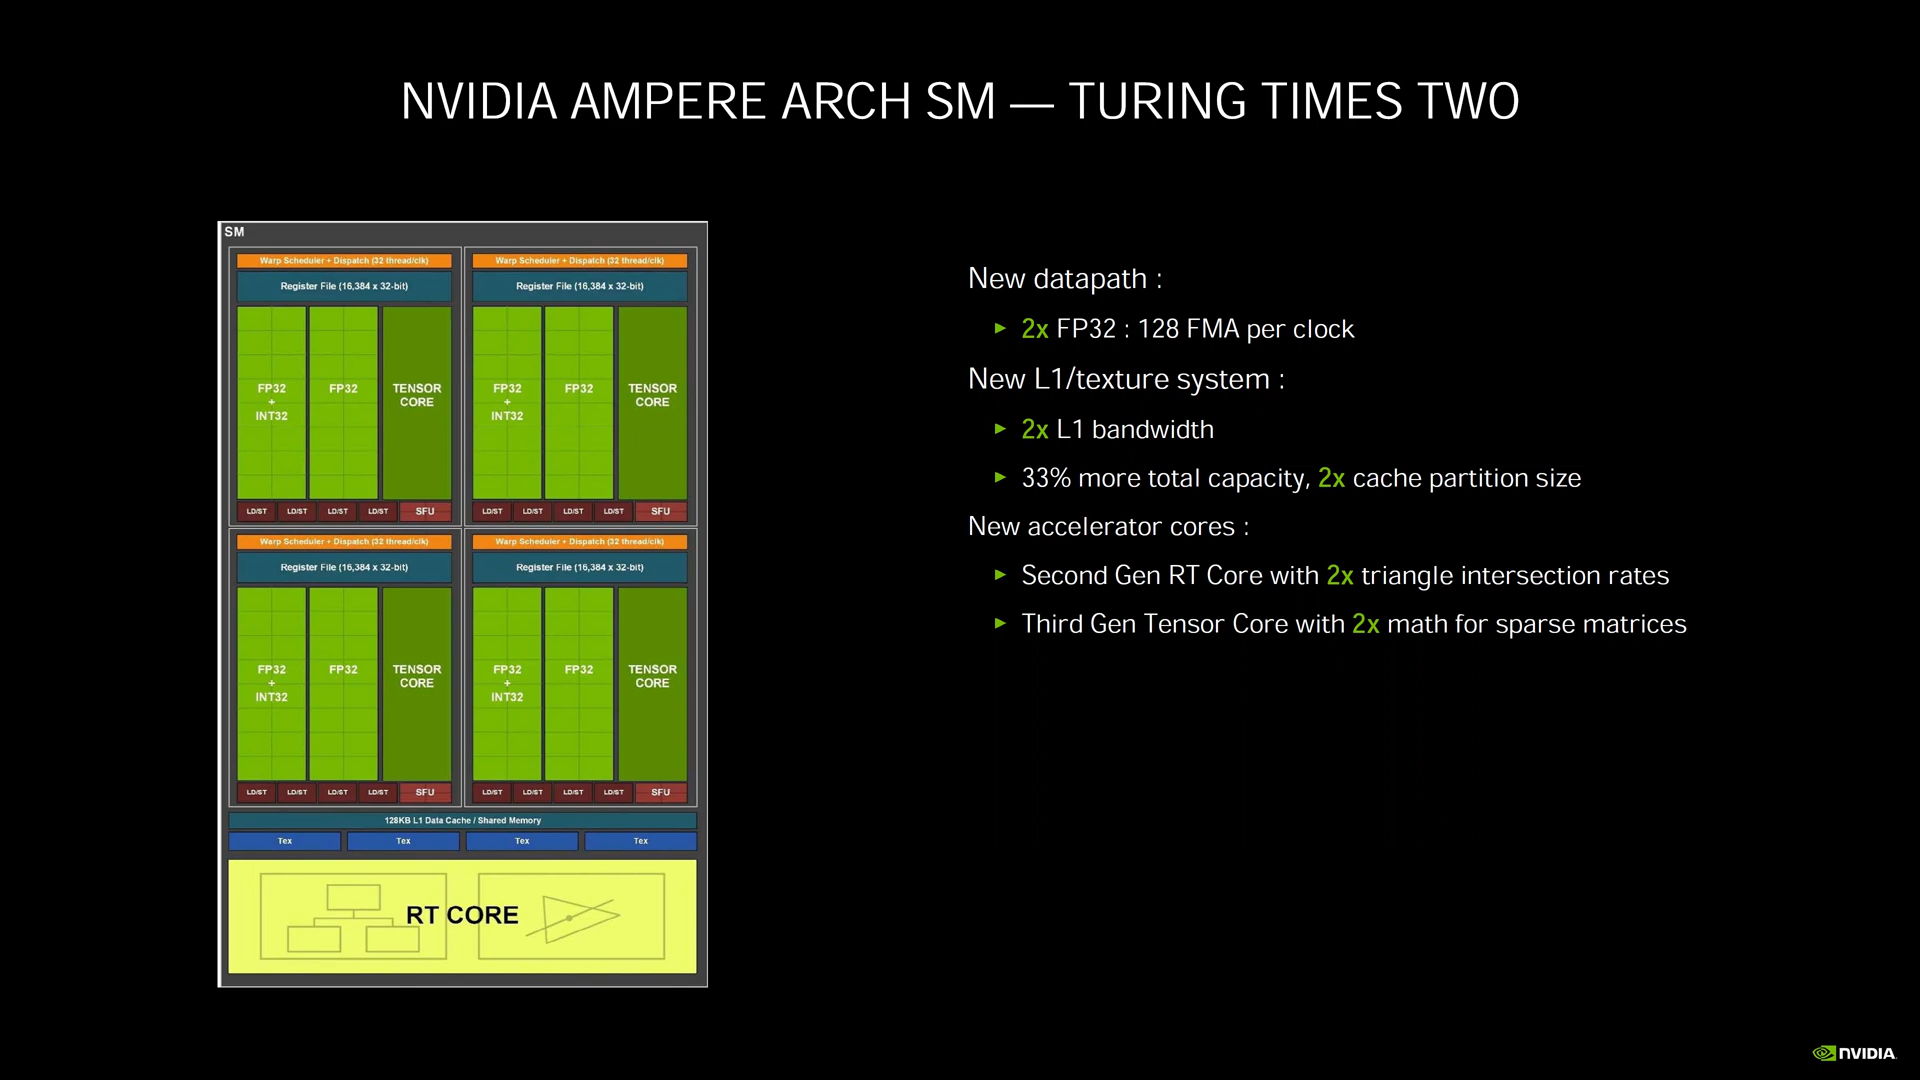 NVIDIA AMPERE ARCH SM — TURING TIMES TWO
SM
Warp Scheduler + Dispatch (32 thread/clk)
Register File (16,384 x 32-bit)
FP32
+
INT32
FP32
TENSOR
CORE
LD/ST LD/ST LD/ST LD/ST SFU
Warp Scheduler + Dispatch (32 thread/clk)
Register File (16,384 x 32-bit)
FP32
+
INT32
FP32
TENSOR
CORE
LD/ST LD/ST LD/ST LD/ST SFU
Warp Scheduler + Dispatch (32 thread/clk)
Register File (16,384 x 32-bit)
FP32
+
INT32
FP32
TENSOR
CORE
LD/ST LD/ST LD/ST LD/ST SFU
Warp Scheduler + Dispatch (32 thread/clk)
Register File (16,384 x 32-bit)
FP32
+
INT32
FP32
TENSOR
CORE
LD/ST LD/ST LD/ST LD/ST SFU
128KB L1 Data Cache / Shared Memory
Tex Tex Tex Tex
RT CORE
New datapath :
2x FP32 : 128 FMA per clock
New L1/texture system :
2x L1 bandwidth
33% more total capacity, 2x cache partition size
New accelerator cores :
Second Gen RT Core with 2x triangle intersection rates
Third Gen Tensor Core with 2x math for sparse matrices
NVIDIA